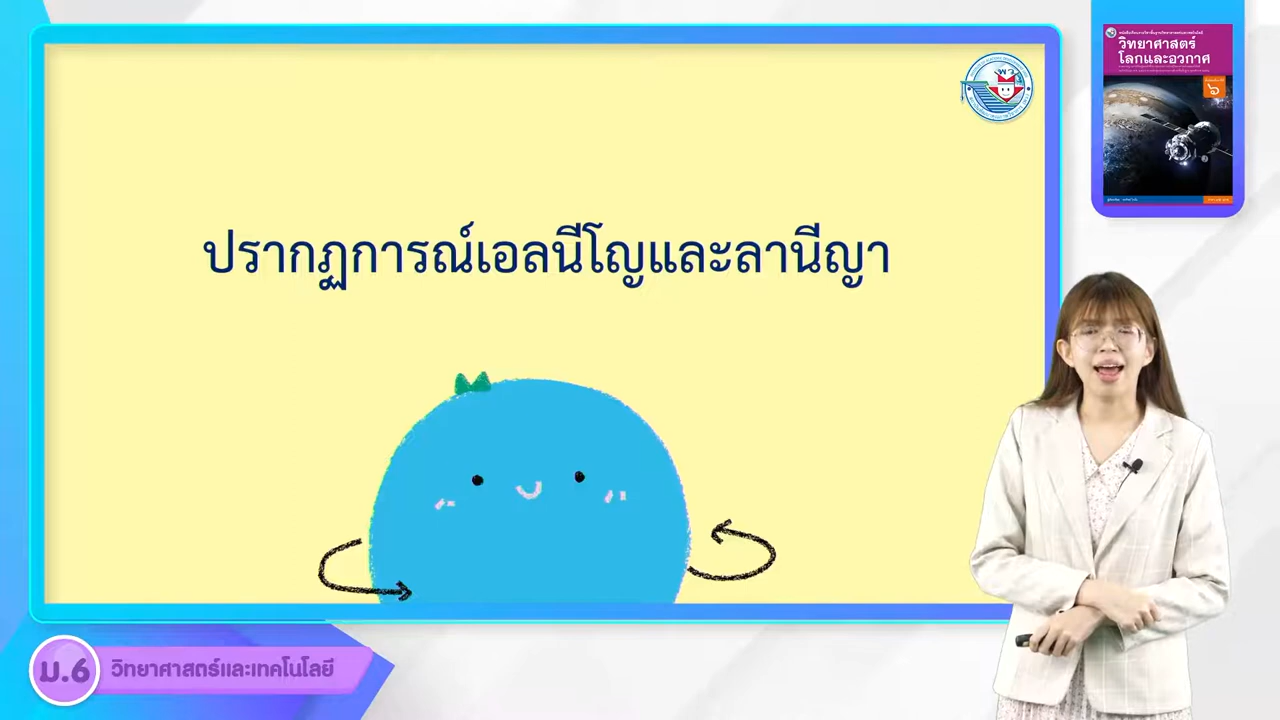 ปรากฏการณ์เอลนีโญและลานีญา
วิทยาศาสตร์
โลกและอวกาศ
๖
พว
ม.6
วิทยาศาสตร์และเทคโนโลยี